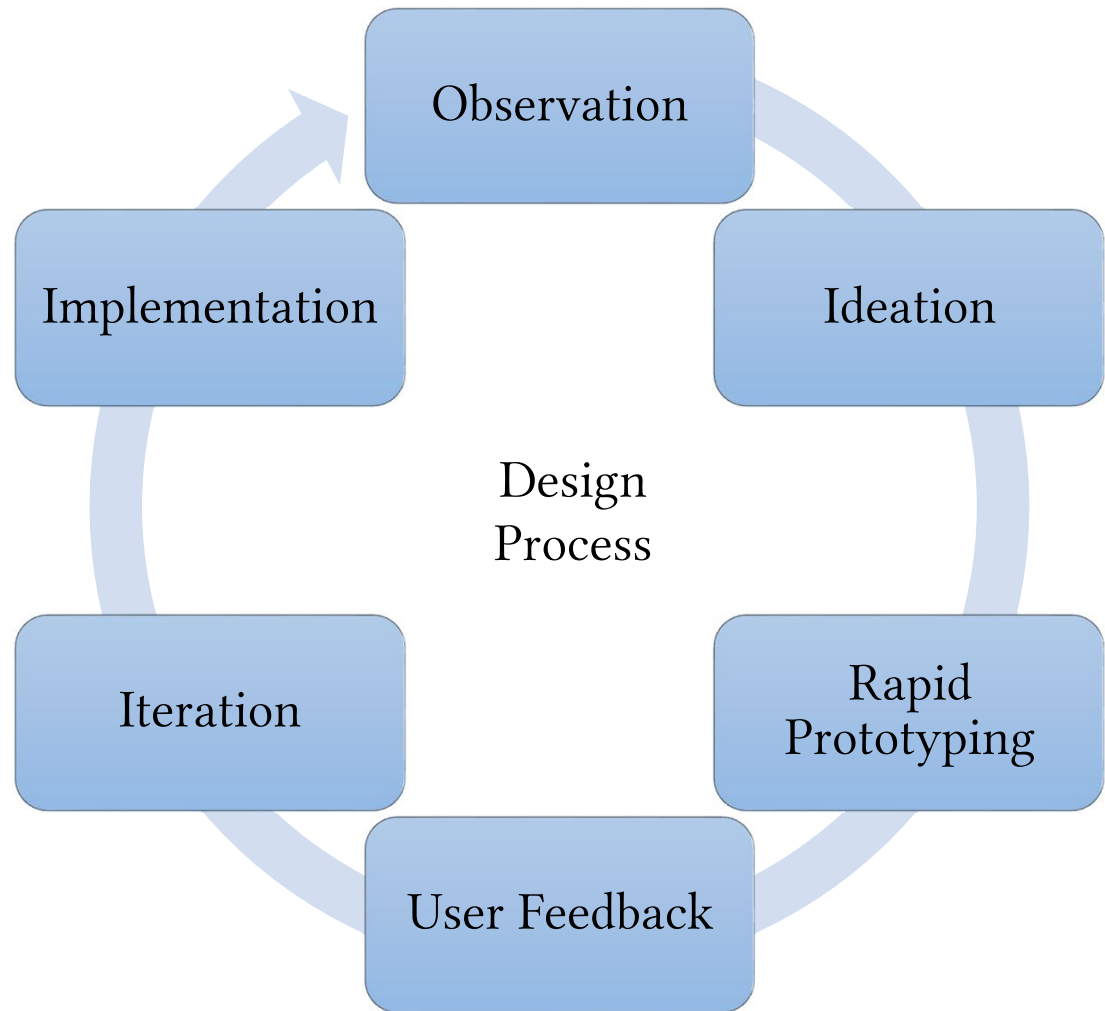 Observation
Implementation
Ideation
Design
Process
Iteration
Rapid
Prototyping
User Feedback